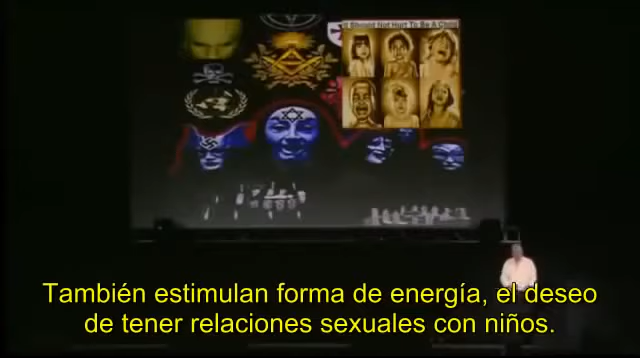 It Should Not Hurt To Be A Child
También estimulan forma de energía, el deseo
de tener relaciones sexuales con niños.